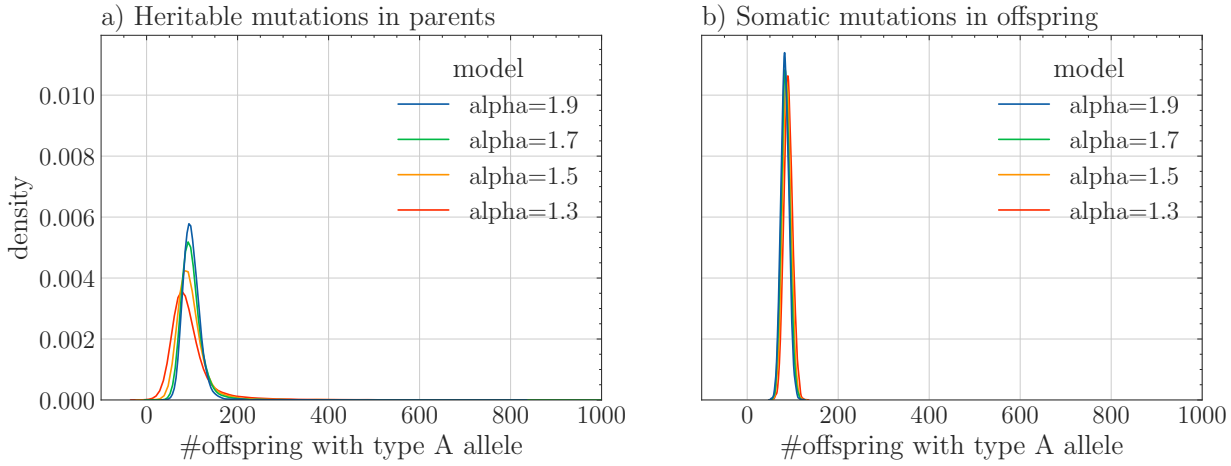 a) Heritable mutations in parents
model
alpha=1.9
alpha=1.7
alpha=1.5
alpha=1.3
density
0.010
0.008
0.006
0.004
0.002
0.000
0 200 400 600 800 1000
#offspring with type A allele
b) Somatic mutations in offspring
model
alpha=1.9
alpha=1.7
alpha=1.5
alpha=1.3
0 200 400 600 800 1000
#offspring with type A allele